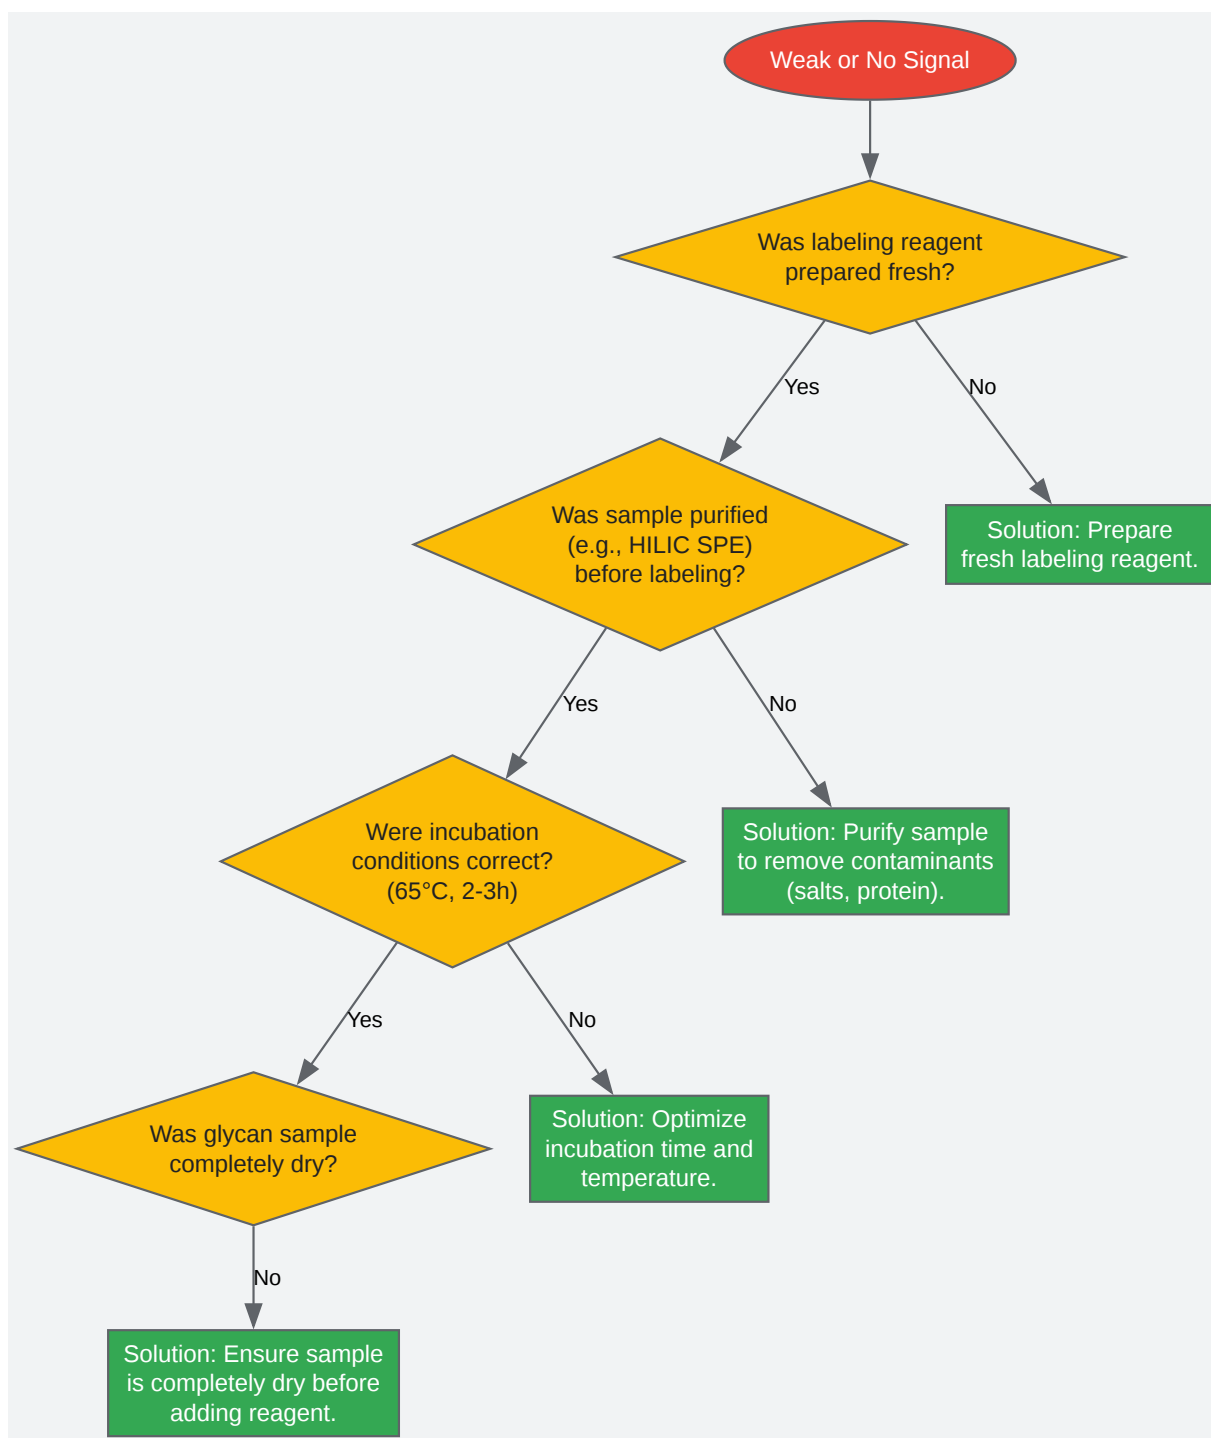 Weak or No Signal
Was labeling reagent
prepared fresh?
Yes
No
Was sample purified
(e.g., HILIC SPE)
before labeling?
Solution: Prepare
fresh labeling reagent.
Yes
No
Were incubation
conditions correct?
(65°C, 2-3h)
Solution: Purify sample
to remove contaminants
(salts, protein).
Yes
No
Was glycan sample
completely dry?
Solution: Optimize
incubation time and
temperature.
No
Solution: Ensure sample
is completely dry before
adding reagent.